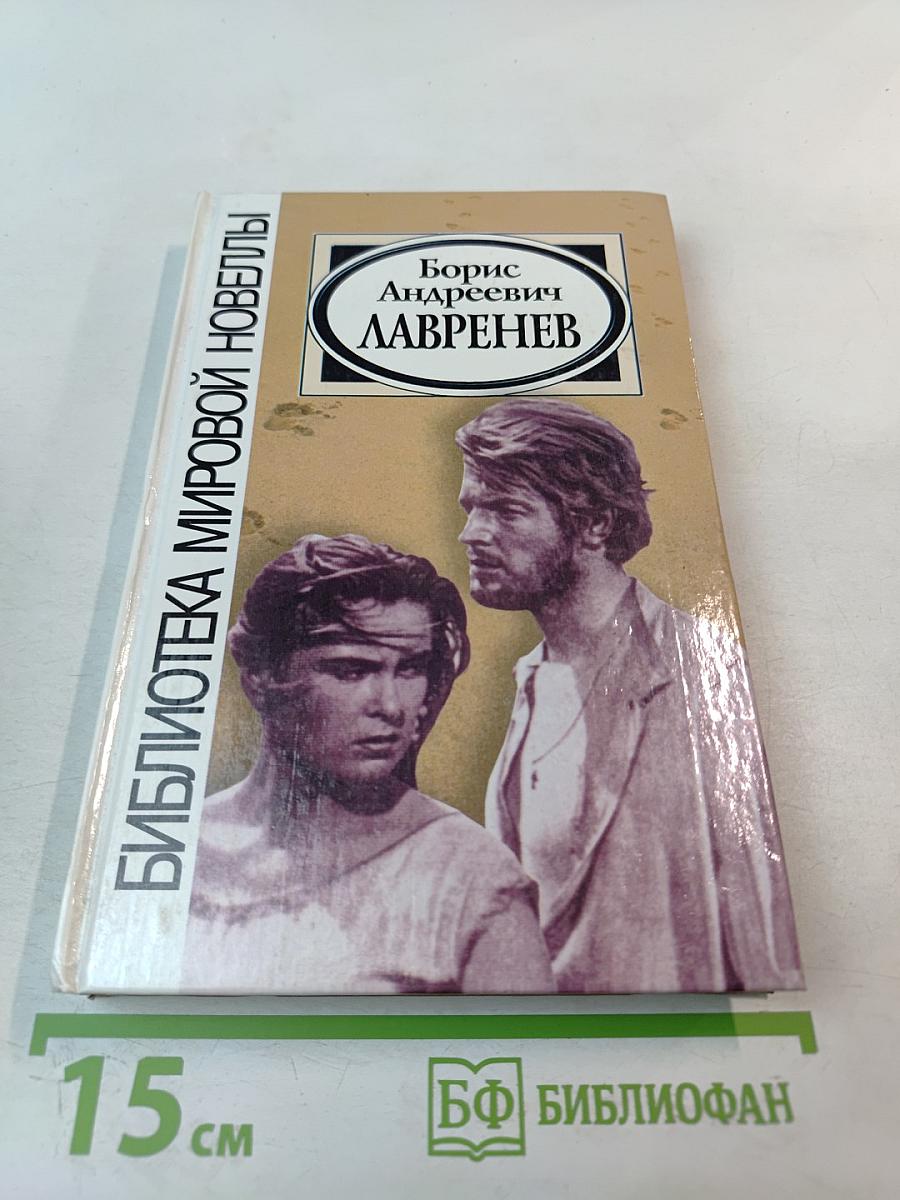 БИБЛИОТЕКА МИРОВОЙ НОВЕЛЛЫ
Борис
Андреевич
ЛАВРЕНЕВ
15 см
БФ БИБЛИОФАН